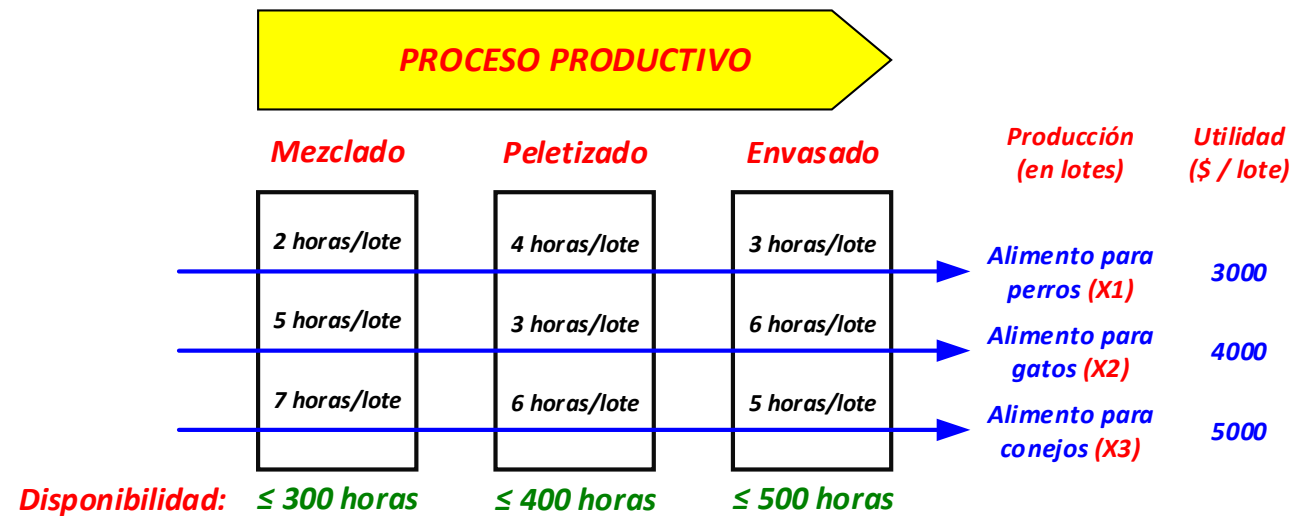 PROCESO PRODUCTIVO
Mezclado
Peletizado
Envasado
Producción
(en lotes)
Utilidad
($ / lote)
2 horas/lote
4 horas/lote
3 horas/lote
Alimento para
perros (X1)
3000
5 horas/lote
3 horas/lote
6 horas/lote
Alimento para
gatos (X2)
4000
7 horas/lote
6 horas/lote
5 horas/lote
Alimento para
conejos (X3)
5000
Disponibilidad:
≤ 300 horas
≤ 400 horas
≤ 500 horas